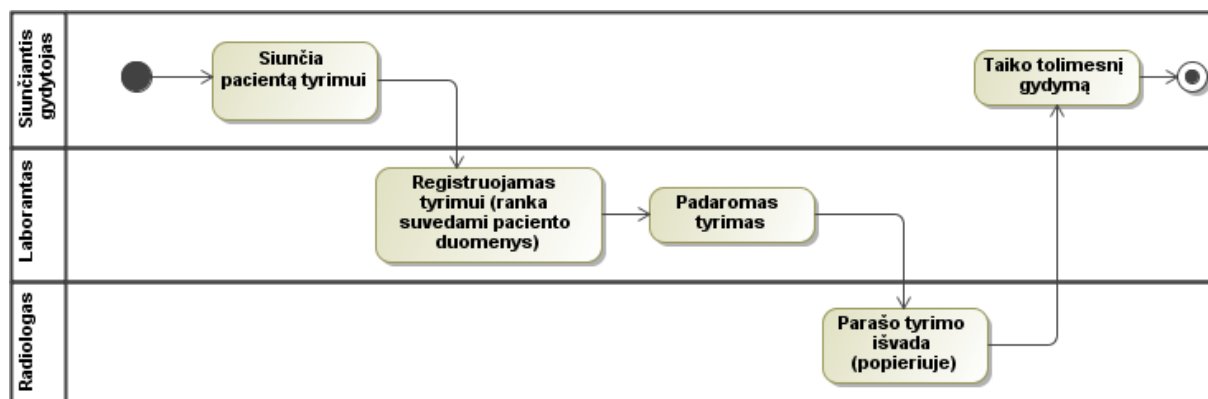 Siunčiantis
gydytojas
Siunčia
pacientą tyrimui
Taiko tolimesnį
gydymą
Laborantas
Registruojamas
tyrimui (ranka
suvedami paciento
duomenys)
Padaromas
tyrimas
Radiologas
Parašo tyrimo
išvada
(popieriuje)